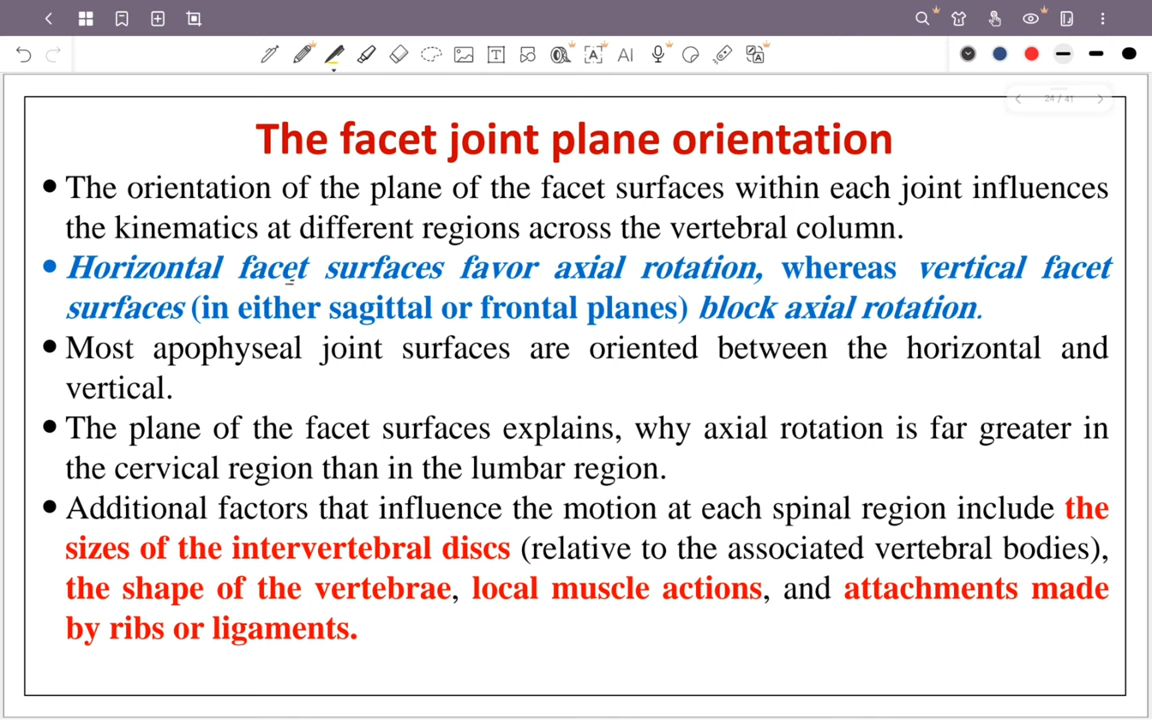 AI
24 / 41
The facet joint plane orientation
• The orientation of the plane of the facet surfaces within each joint influences
the kinematics at different regions across the vertebral column.
• Horizontal facet surfaces favor axial rotation, whereas vertical facet
surfaces (in either sagittal or frontal planes) block axial rotation.
• Most apophyseal joint surfaces are oriented between the horizontal and
vertical.
• The plane of the facet surfaces explains, why axial rotation is far greater in
the cervical region than in the lumbar region.
• Additional factors that influence the motion at each spinal region include the
sizes of the intervertebral discs (relative to the associated vertebral bodies),
the shape of the vertebrae, local muscle actions, and attachments made
by ribs or ligaments.